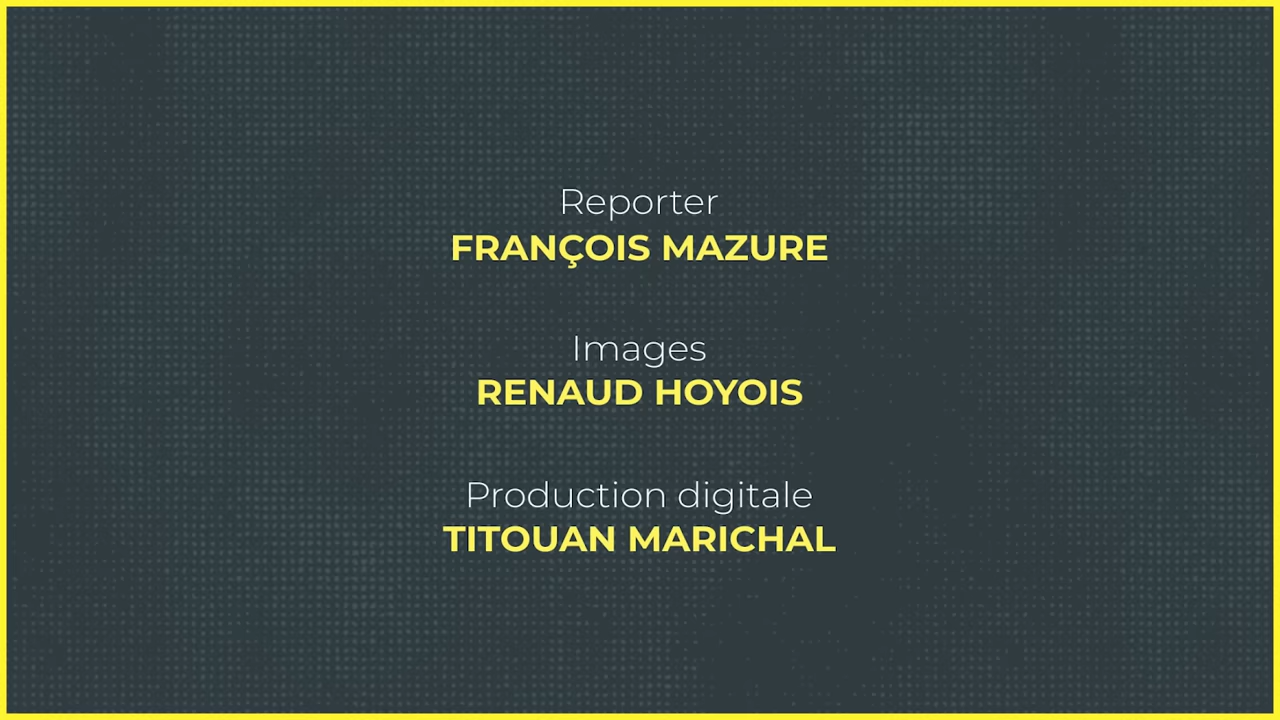 Reporter
FRANÇOIS MAZURE
Images
RENAUD HOYOIS
Production digitale
TITOUAN MARICHAL